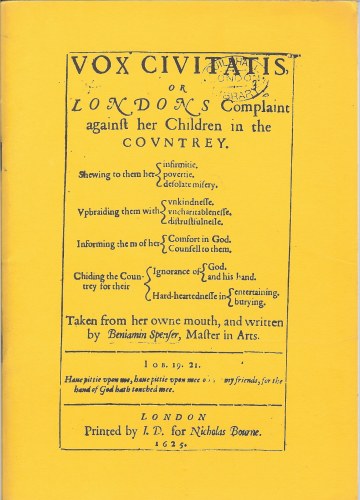 VOX CIVITATIS,
OR
LONDONS Complaint
againſt her Children in the
COVNTREY.
Shewing to them her { infirmitie. povertie. deſolate miſery.
Vpbraiding them with { vnkindneſſe. vncharitableneſſe. diſtruſtfulneſſe.
Informing them of her { Comfort in God. Counſell to them.
Chiding the Coun-
trey for their { Ignorance of { God. and his hand.
Hard-heartedneſſe in { entertaining. burying.
Taken from her owne mouth, and written
by Beniamin Spenſer, Maſter in Arts.
IOB. 19. 21.
Haue pittie vpon me, haue pittie vpon mee my friends, for the
hand of God hath touched mee.
LONDON
Printed by I. D. for Nicholas Bourne.
1625.